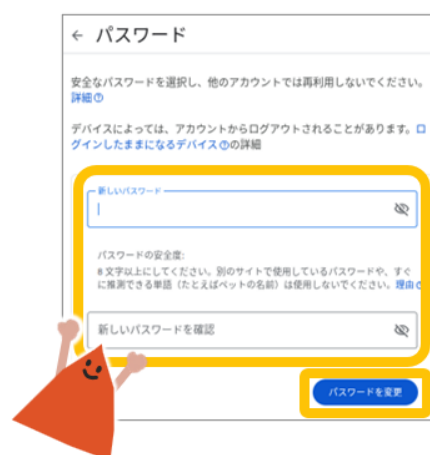 ← パスワード
安全なパスワードを選択し、他のアカウントでは再利用しないでください。
詳細
デバイスによっては、アカウントからログアウトされることがあります。ロ
グインしたままになるデバイスの詳細
新しいパスワード
パスワードの安全度:
8 文字以上にしてください。別のサイトで使用しているパスワードや、すぐ
に推測できる単語（たとえばペットの名前）は使用しないでください。理由
新しいパスワードを確認
パスワードを変更